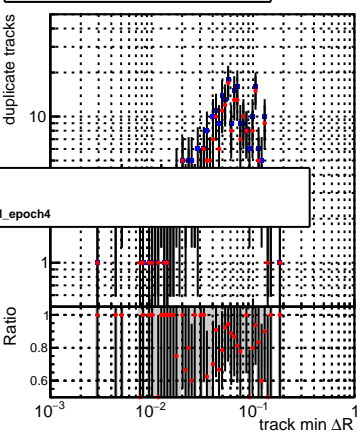 duplicate tracks
10
l_epoch4
1
Ratio
1
0.8
0.6
10⁻³
10⁻²
10⁻¹
1
track min ΔR